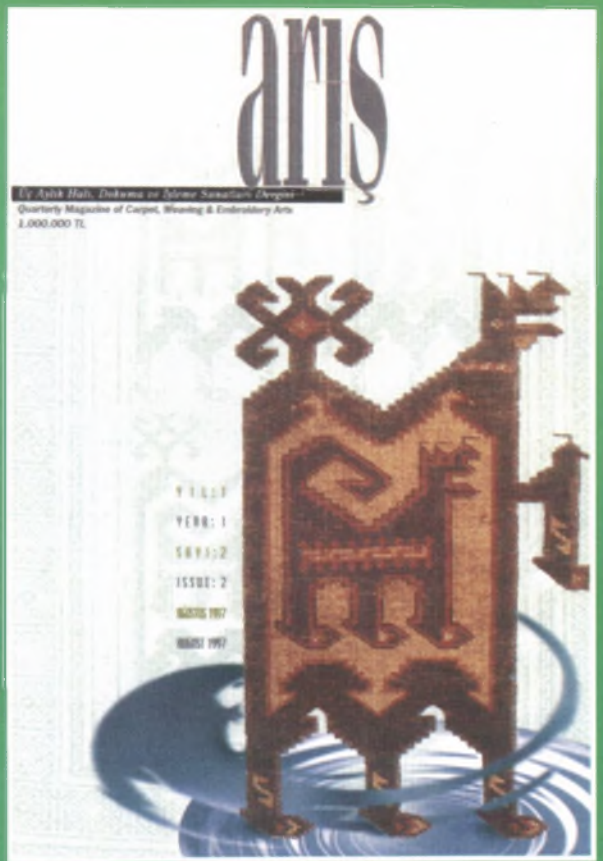 arış
Üç Aylık Halı, Dokuma ve İşleme Sanatları Dergisi
Quarterly Magazine of Carpet, Weaving & Embroidery Arts
1.000.000 TL
YIL: 1
YEAR: 1
SAYI: 2
ISSUE: 2
AĞUSTOS 1997
AUGUST 1997